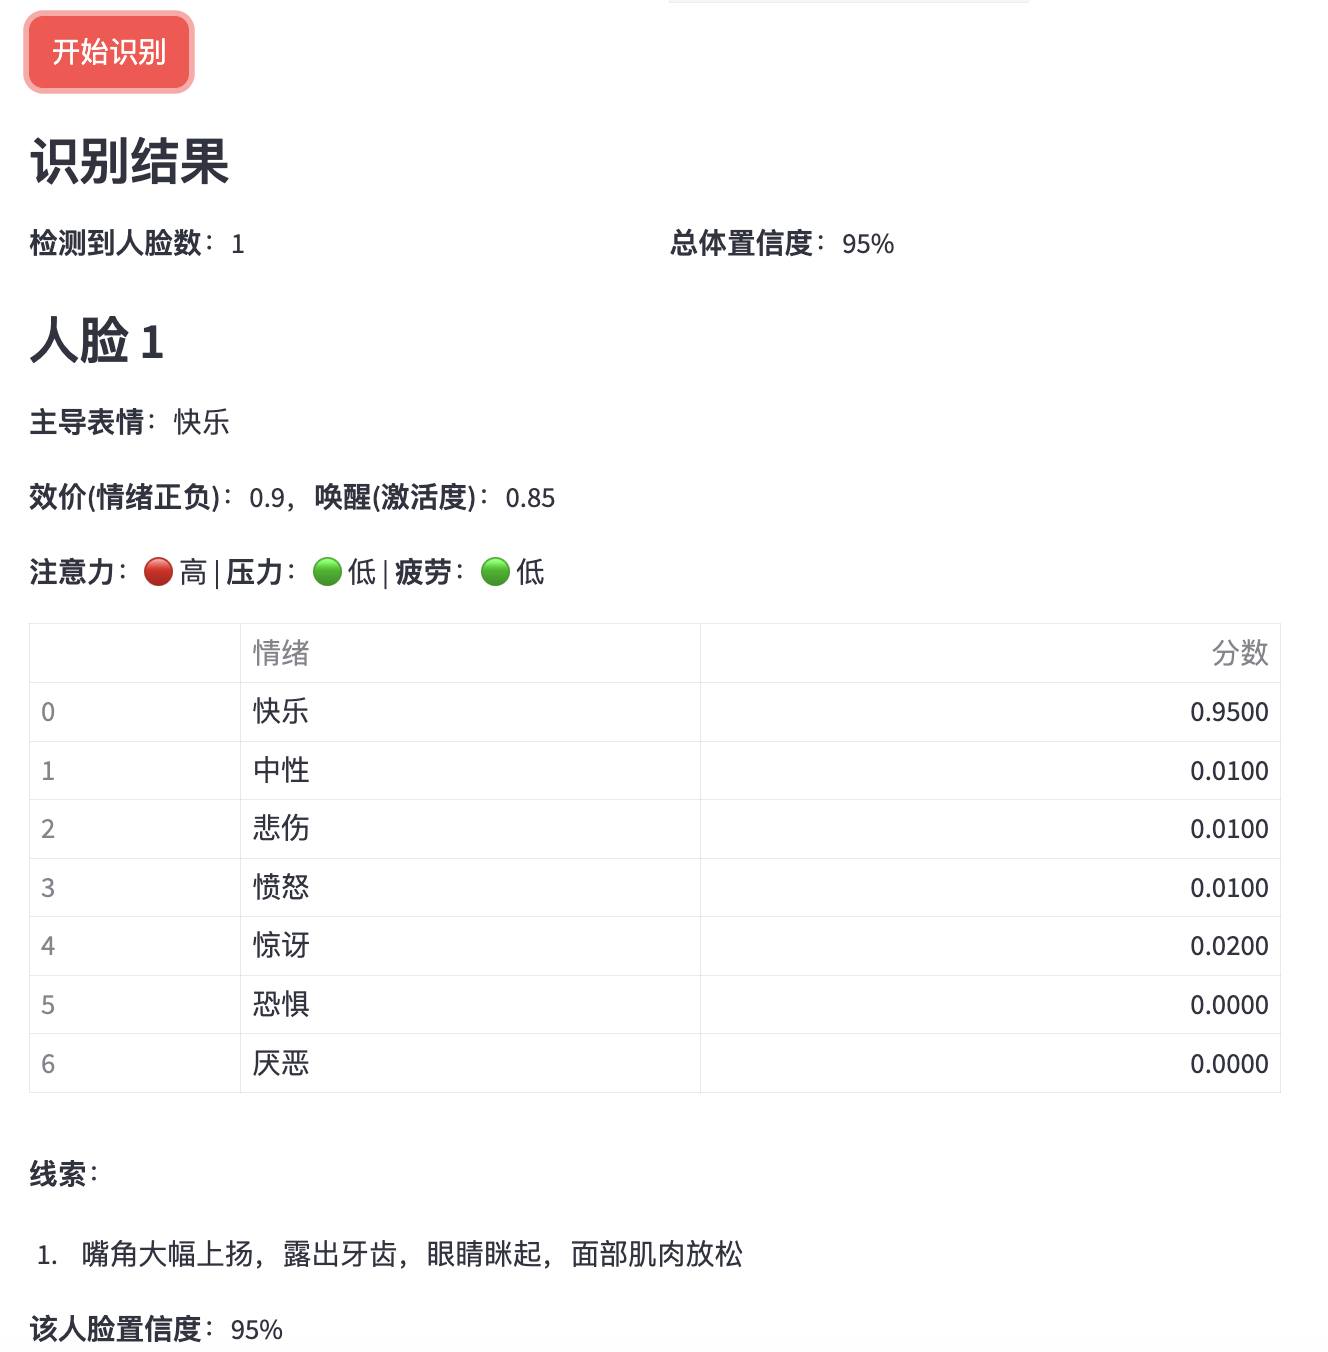 开始识别
识别结果
检测到人脸数：1
总体置信度：95%
人脸 1
主导表情：快乐
效价(情绪正负)：0.9，唤醒(激活度)：0.85
注意力：🔴 高 | 压力：🟢 低 | 疲劳：🟢 低
情绪 分数
0 快乐 0.9500
1 中性 0.0100
2 悲伤 0.0100
3 愤怒 0.0100
4 惊讶 0.0200
5 恐惧 0.0000
6 厌恶 0.0000
线索：
1. 嘴角大幅上扬，露出牙齿，眼睛眯起，面部肌肉放松
该人脸置信度：95%